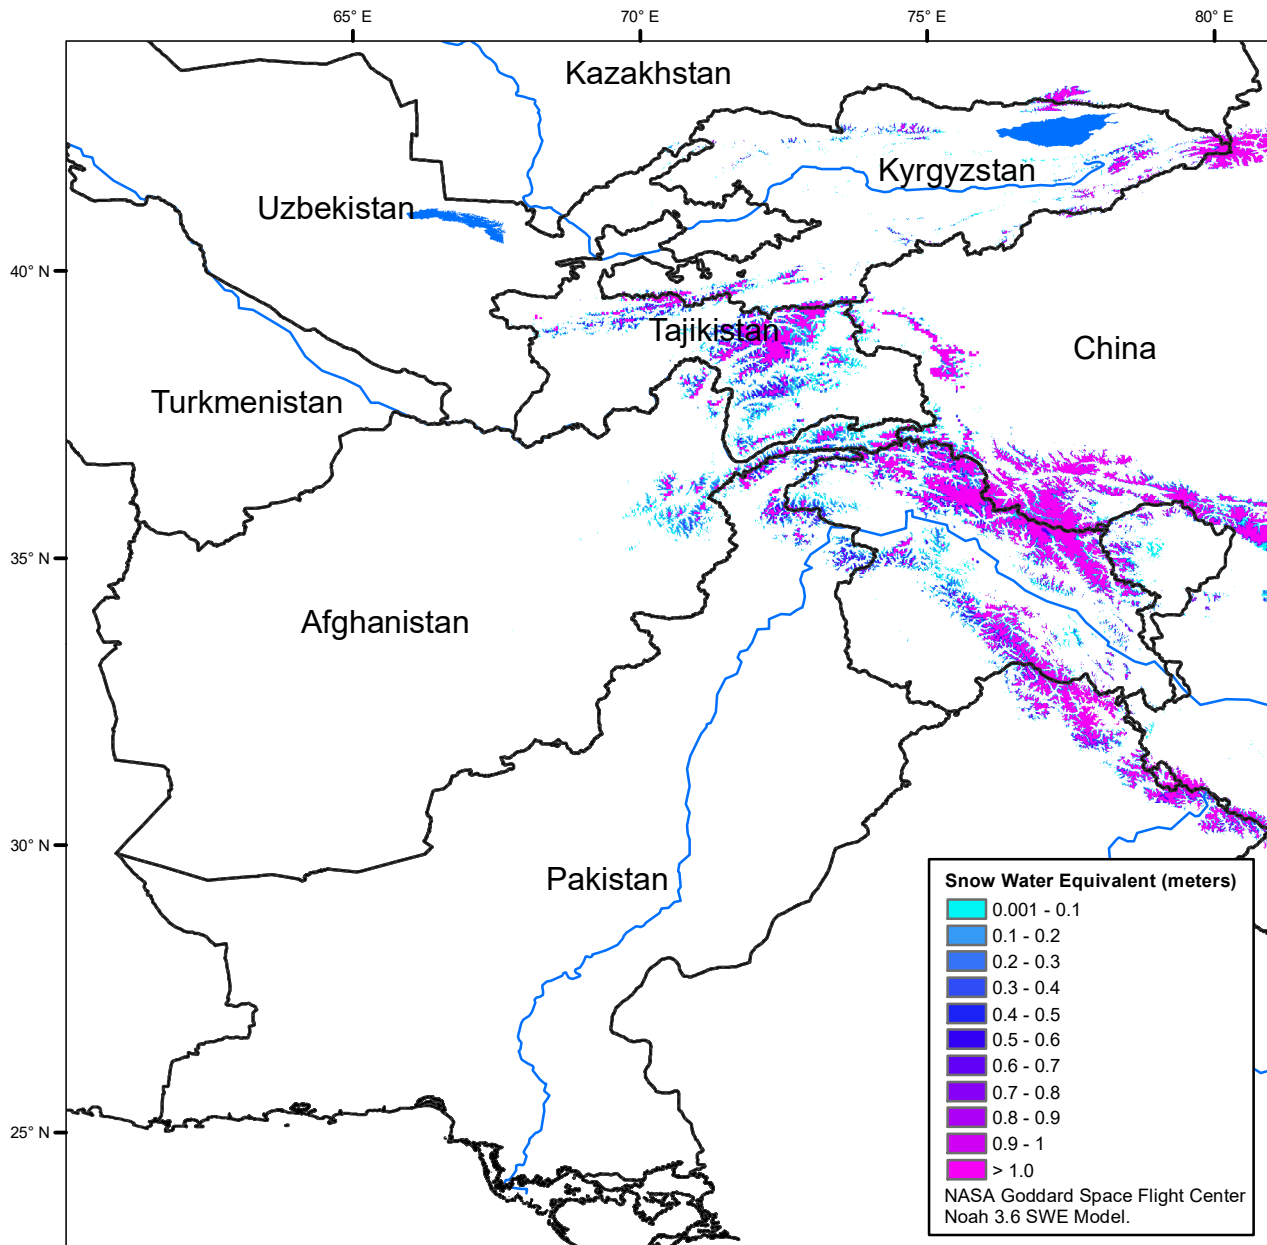 65° E
70° E
75° E
80° E
Kazakhstan
Kyrgyzstan
Uzbekistan
40° N
Tajikistan
China
Turkmenistan
35° N
Afghanistan
30° N
Pakistan
25° N
Snow Water Equivalent (meters)
0.001 - 0.1
0.1 - 0.2
0.2 - 0.3
0.3 - 0.4
0.4 - 0.5
0.5 - 0.6
0.6 - 0.7
0.7 - 0.8
0.8 - 0.9
0.9 - 1
> 1.0
NASA Goddard Space Flight Center
Noah 3.6 SWE Model.